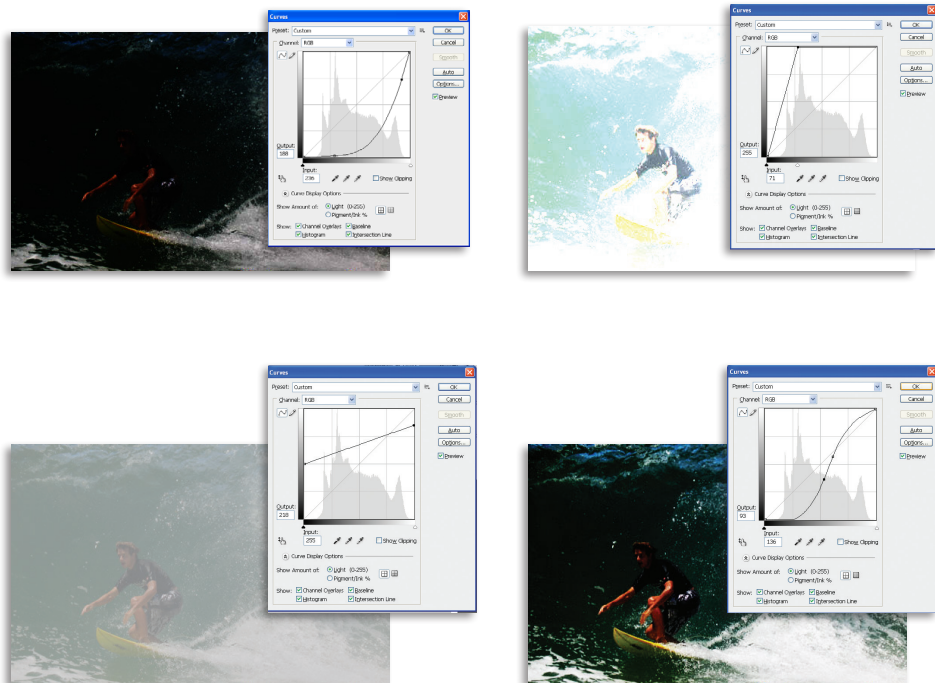 Curves
Preset: Custom
OK
Channel: RGB
Cancel
Smooth
Auto
Options...
Preview
Output:
188
Input:
236
Show Clipping
Curve Display Options
Show Amount of: Light (0-255)
Pigment/Ink %
Show: Channel Overlays Baseline
Histogram Intersection Line
Curves
Preset: Custom
OK
Channel: RGB
Cancel
Smooth
Auto
Options...
Preview
Output:
255
Input:
71
Show Clipping
Curve Display Options
Show Amount of: Light (0-255)
Pigment/Ink %
Show: Channel Overlays Baseline
Histogram Intersection Line
Curves
Preset: Custom
OK
Channel: RGB
Cancel
Smooth
Auto
Options...
Preview
Output:
218
Input:
255
Show Clipping
Curve Display Options
Show Amount of: Light (0-255)
Pigment/Ink %
Show: Channel Overlays Baseline
Histogram Intersection Line
Curves
Preset: Custom
OK
Channel: RGB
Cancel
Smooth
Auto
Options...
Preview
Output:
93
Input:
136
Show Clipping
Curve Display Options
Show Amount of: Light (0-255)
Pigment/Ink %
Show: Channel Overlays Baseline
Histogram Intersection Line